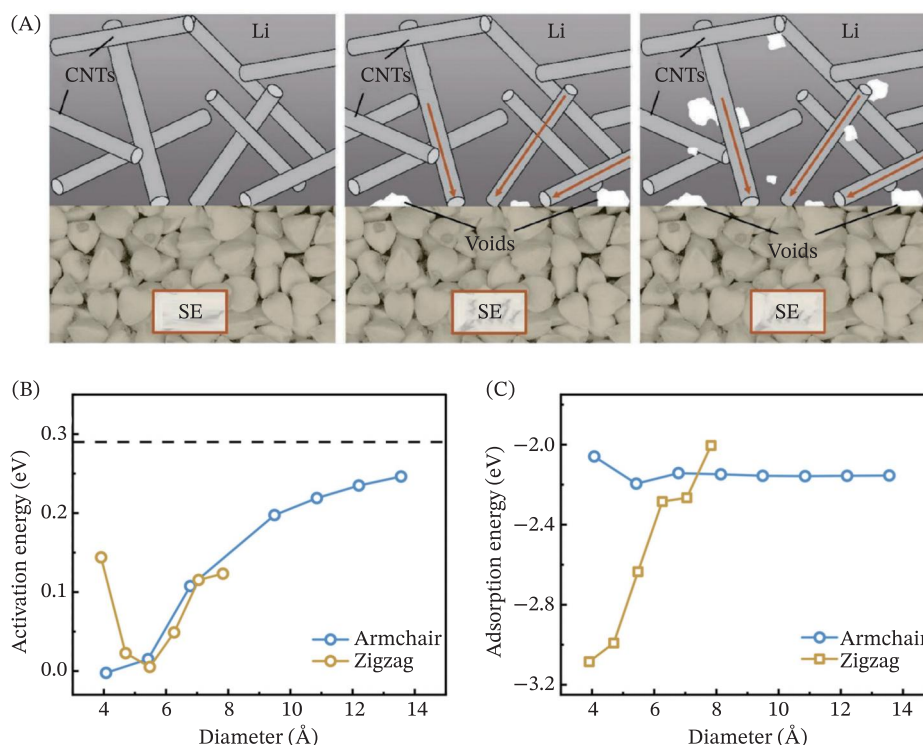 (A)
Li
CNTs
SE
Li
CNTs
Voids
SE
Li
CNTs
Voids
SE
(B)
0.3
0.2
0.1
0.0
Activation energy (eV)
4 6 8 10 12 14
Diameter (Å)
Armchair
Zigzag
(C)
−2.0
−2.4
−2.8
−3.2
Adsorption energy (eV)
4 6 8 10 12 14
Diameter (Å)
Armchair
Zigzag